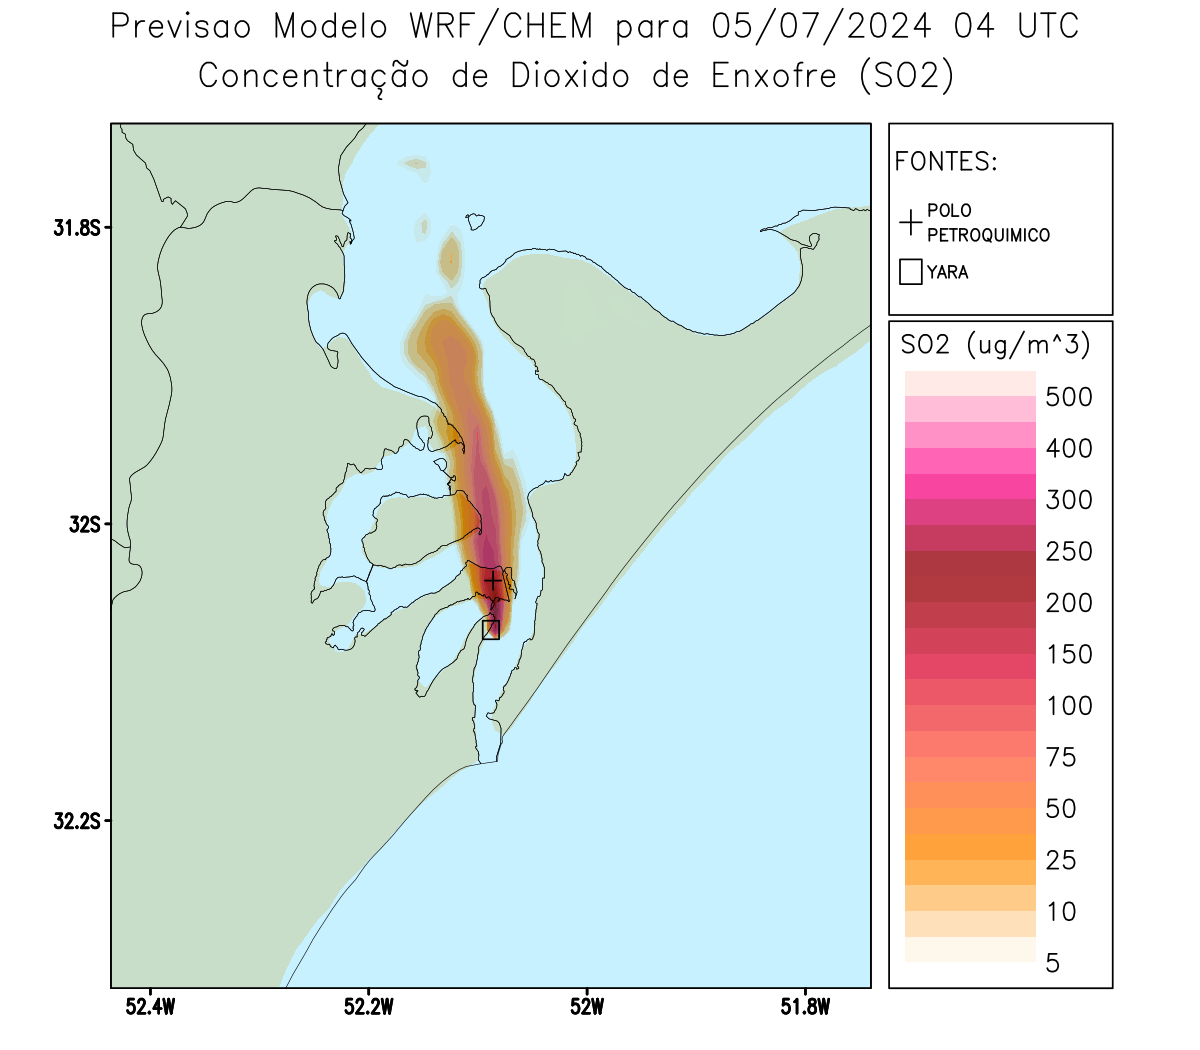 Previsao Modelo WRF/CHEM para 05/07/2024 04 UTC
Concentração de Dioxido de Enxofre (SO2)
FONTES:
POLO
PETROQUIMICO
YARA
SO2 (ug/m^3)
500
400
300
250
200
150
100
75
50
25
10
5
31.8S
32S
32.2S
52.4W
52.2W
52W
51.8W